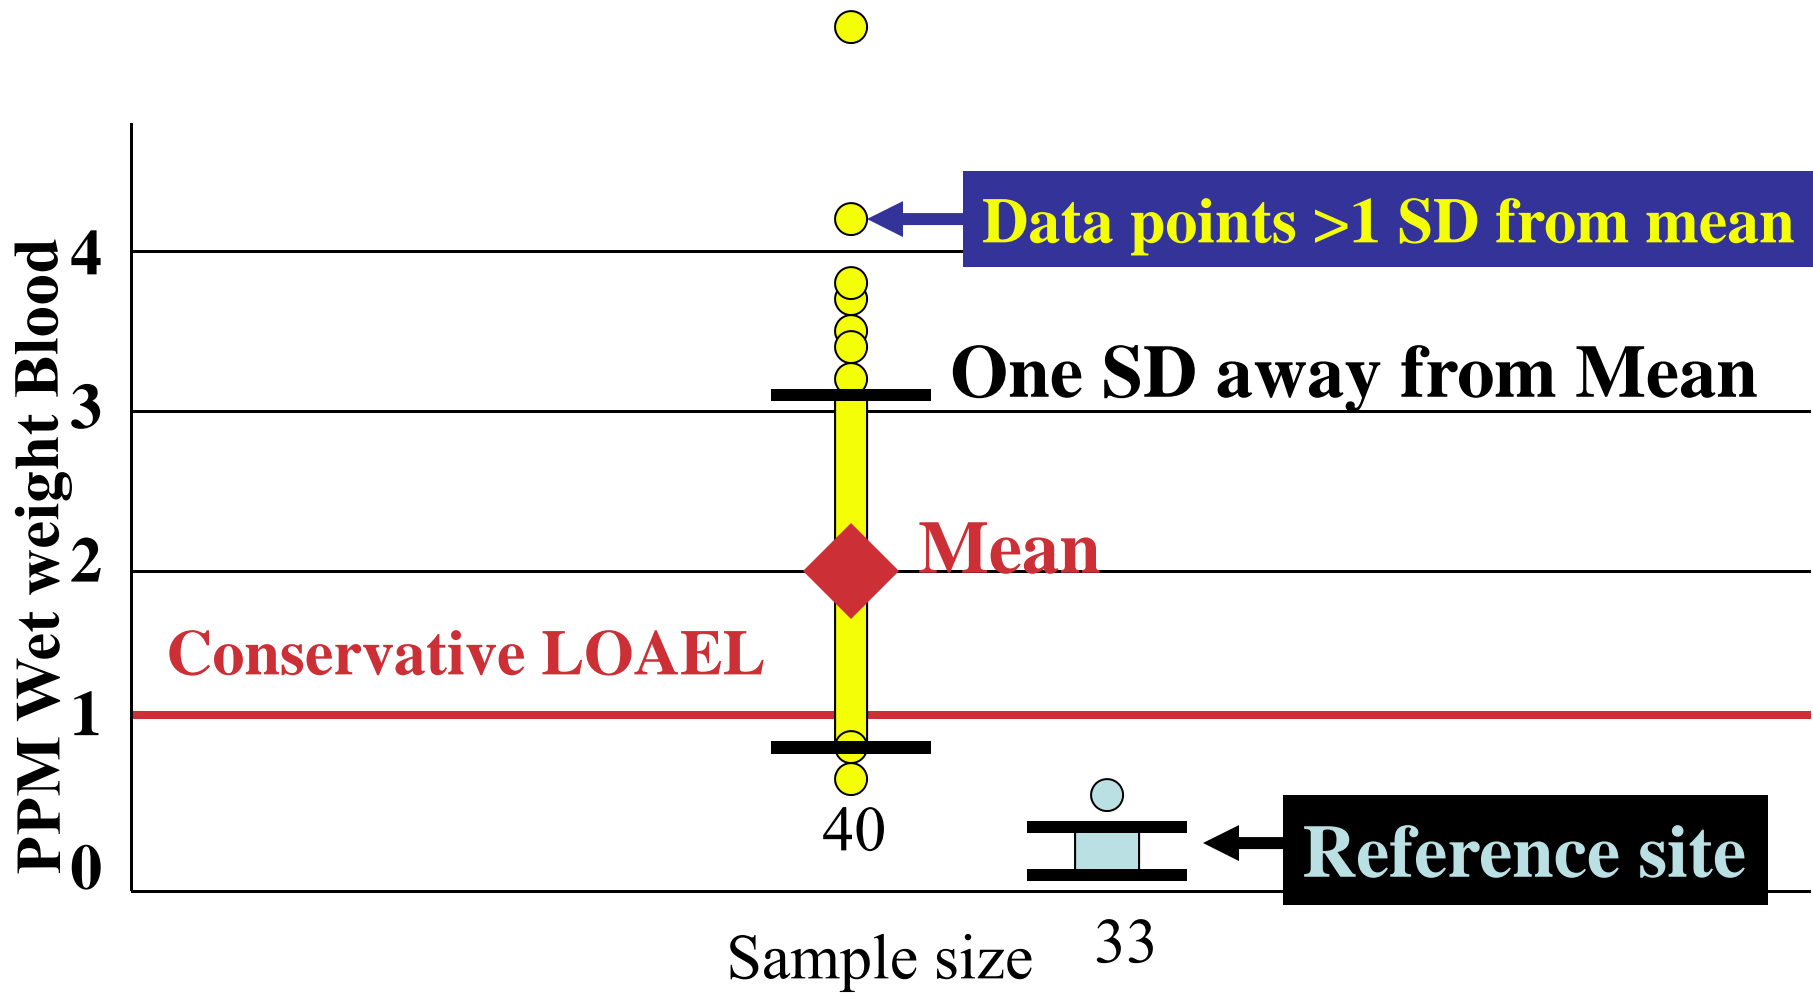 Data points >1 SD from mean
PPM Wet weight Blood
4
One SD away from Mean
3
Mean
2
Conservative LOAEL
1
40
0
Reference site
Sample size
33